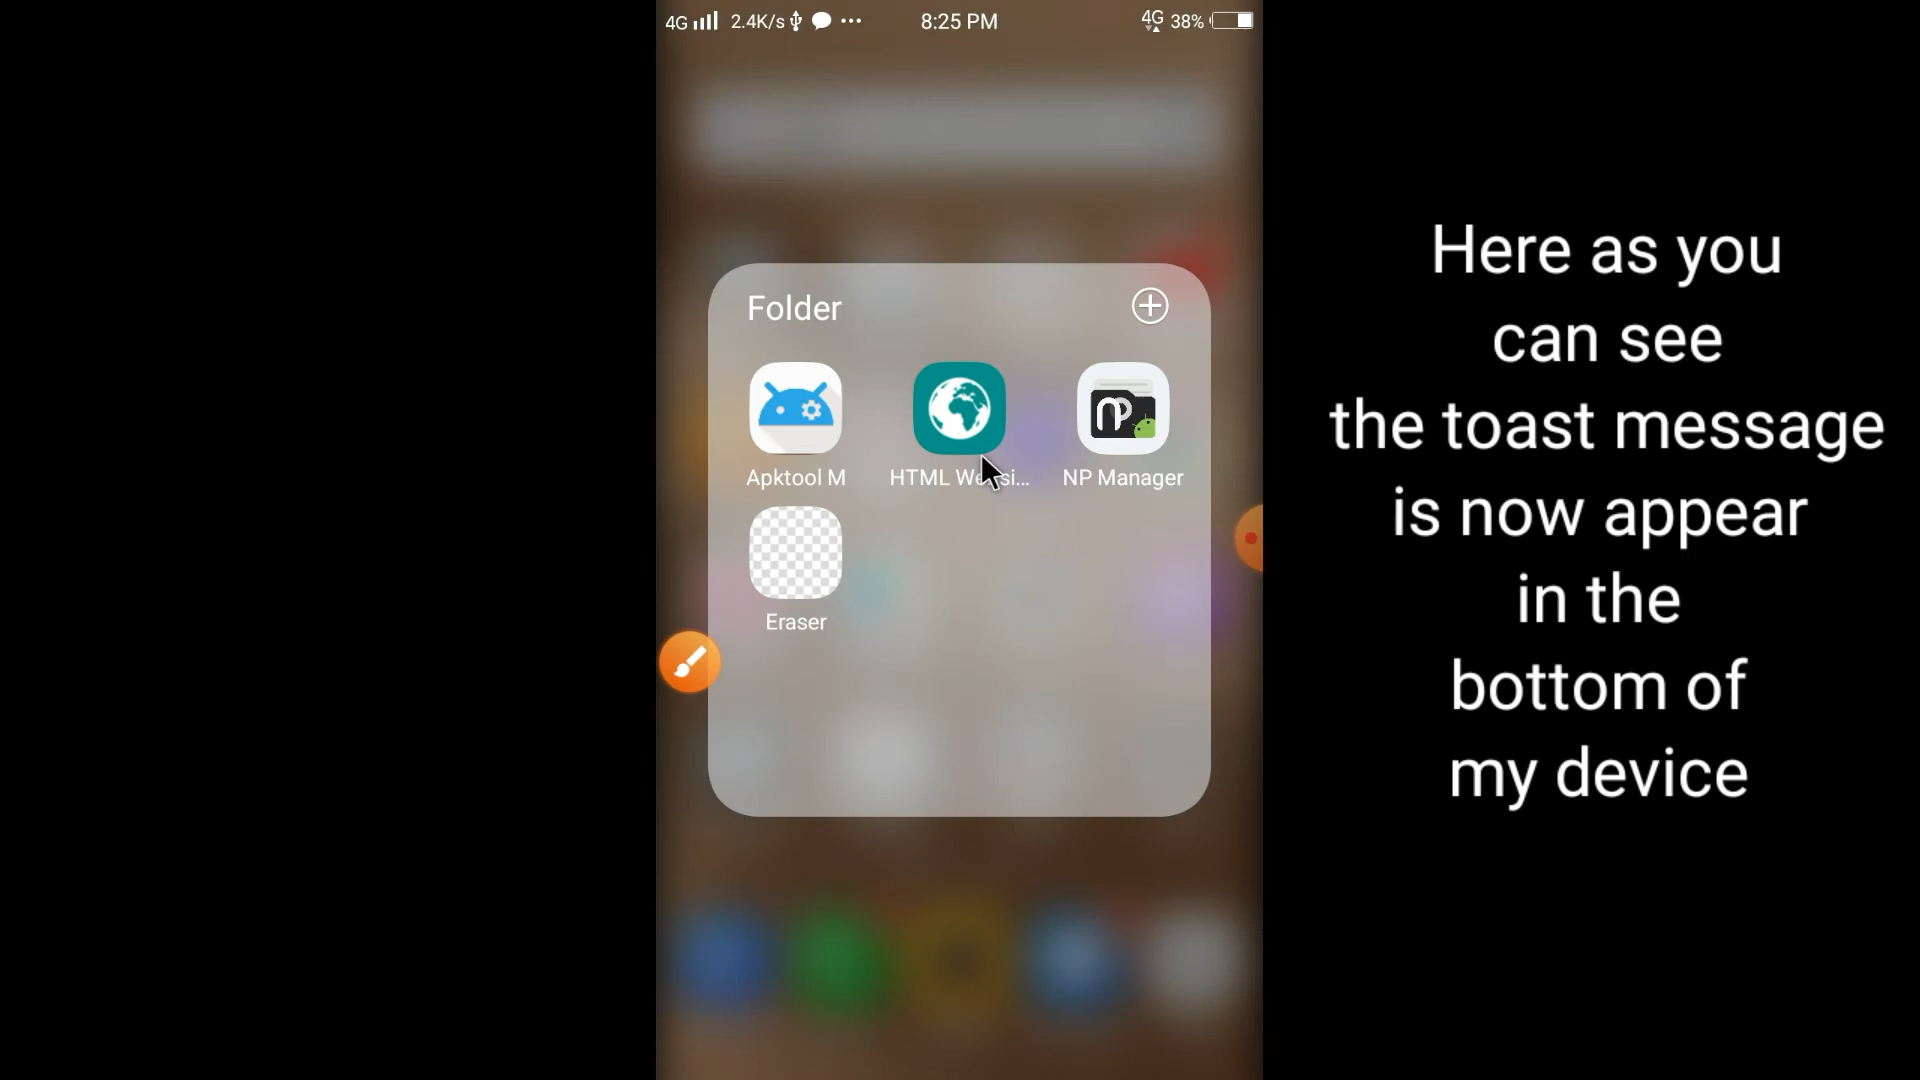 4G 2.4K/s 8:25 PM 4G 38%
Folder
Apktool M
NP Manager
Eraser
Here as you
can see
the toast message
is now appear
in the
bottom of
my device